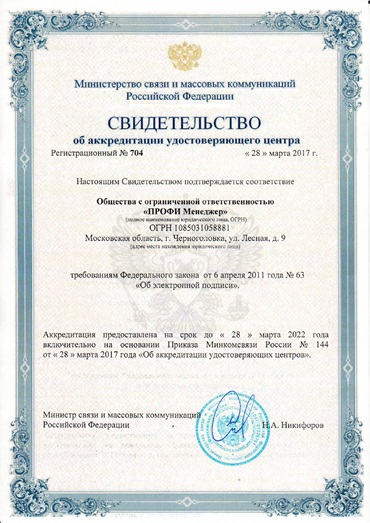 Министерство связи и массовых коммуникаций
Российской Федерации
СВИДЕТЕЛЬСТВО
об аккредитации удостоверяющего центра
Регистрационный № 704 « 28 » марта 2017 г.
Настоящим Свидетельством подтверждается соответствие
Общества с ограниченной ответственностью
«ПРОФИ Менеджер»
(полное наименование юридического лица, ОГРН)
ОГРН 1085031058881
Московская область, г. Черноголовка, ул. Лесная, д. 9
(адрес места нахождения юридического лица)
требованиям Федерального закона от 6 апреля 2011 года № 63
«Об электронной подписи».
Аккредитация предоставлена на срок до « 28 » марта 2022 года
включительно на основании Приказа Минкомсвязи России № 144
от « 28 » марта 2017 года «Об аккредитации удостоверяющих центров».
Министр связи и массовых коммуникаций
Российской Федерации Н.А. Никифоров